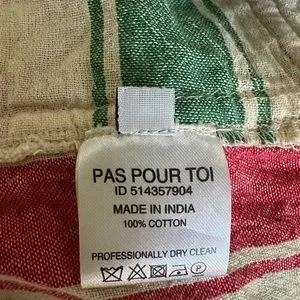 PAS POUR TOI
ID 514357904
MADE IN INDIA
100% COTTON
PROFESSIONALLY DRY CLEAN
P